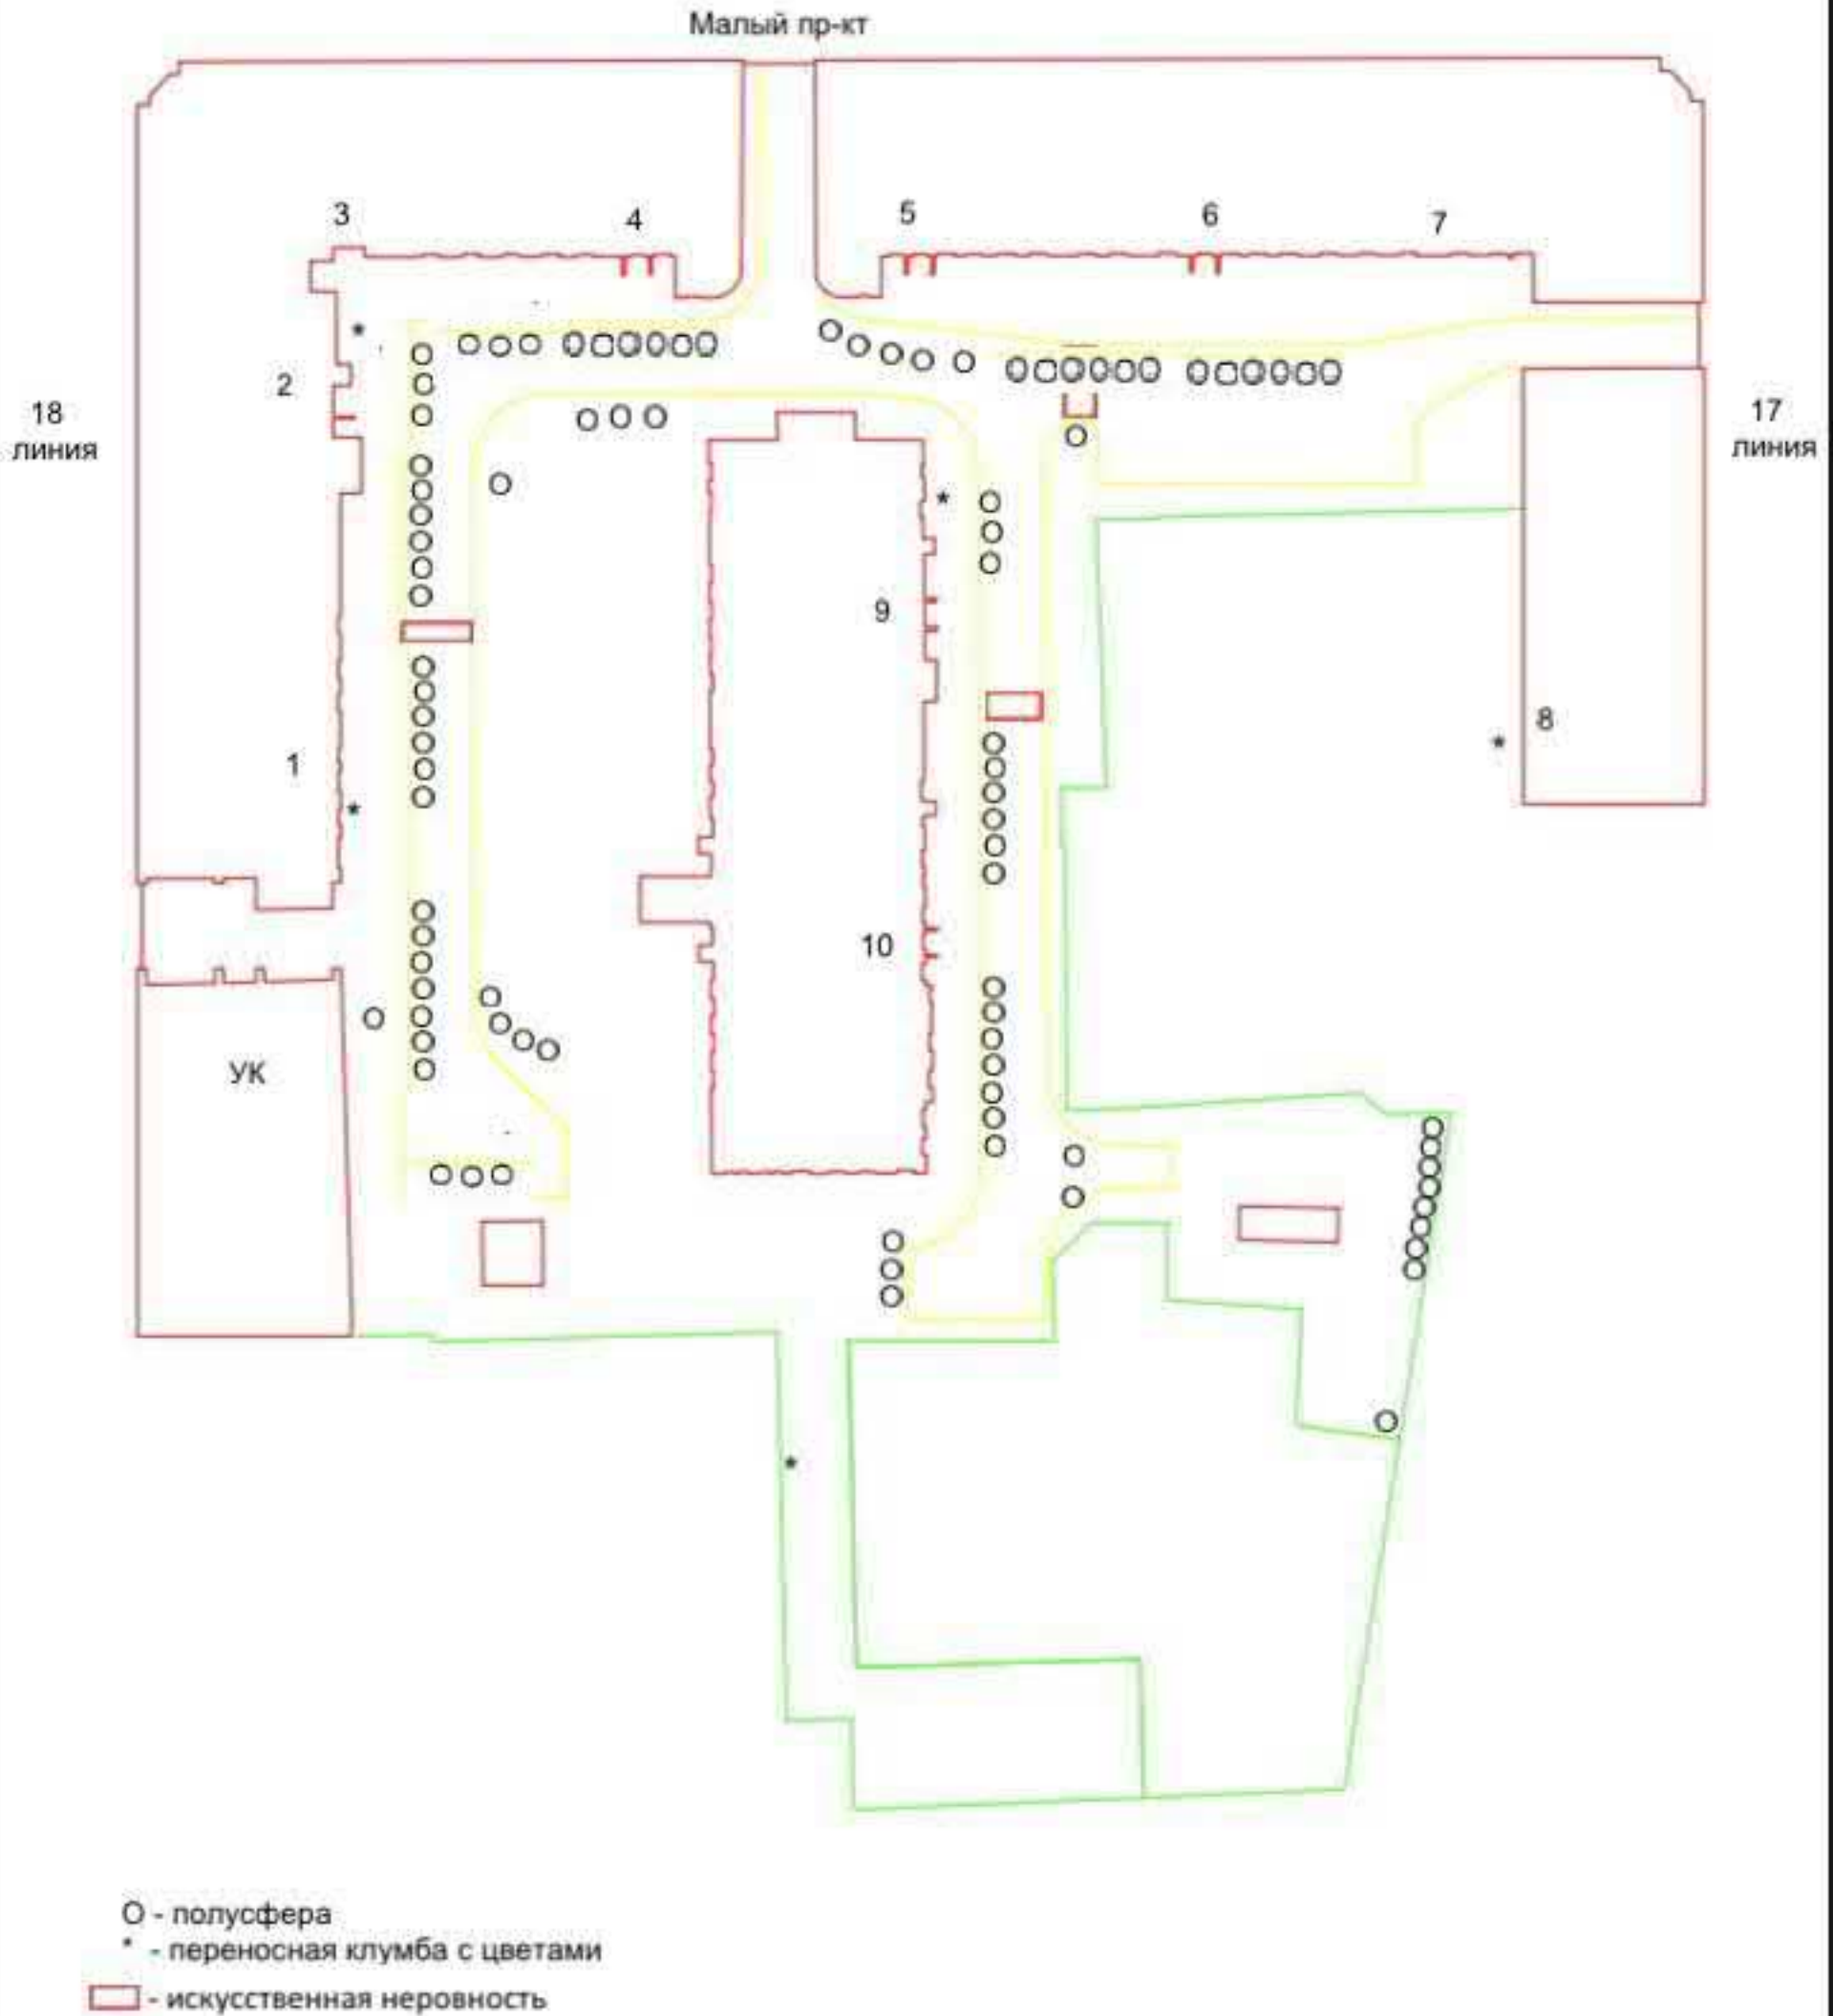 Малый пр-кт
3
4
5
6
7
2
18
линия
17
линия
9
8
1
10
УК
О - полусфера
* - переносная клумба с цветами
- искусственная неровность